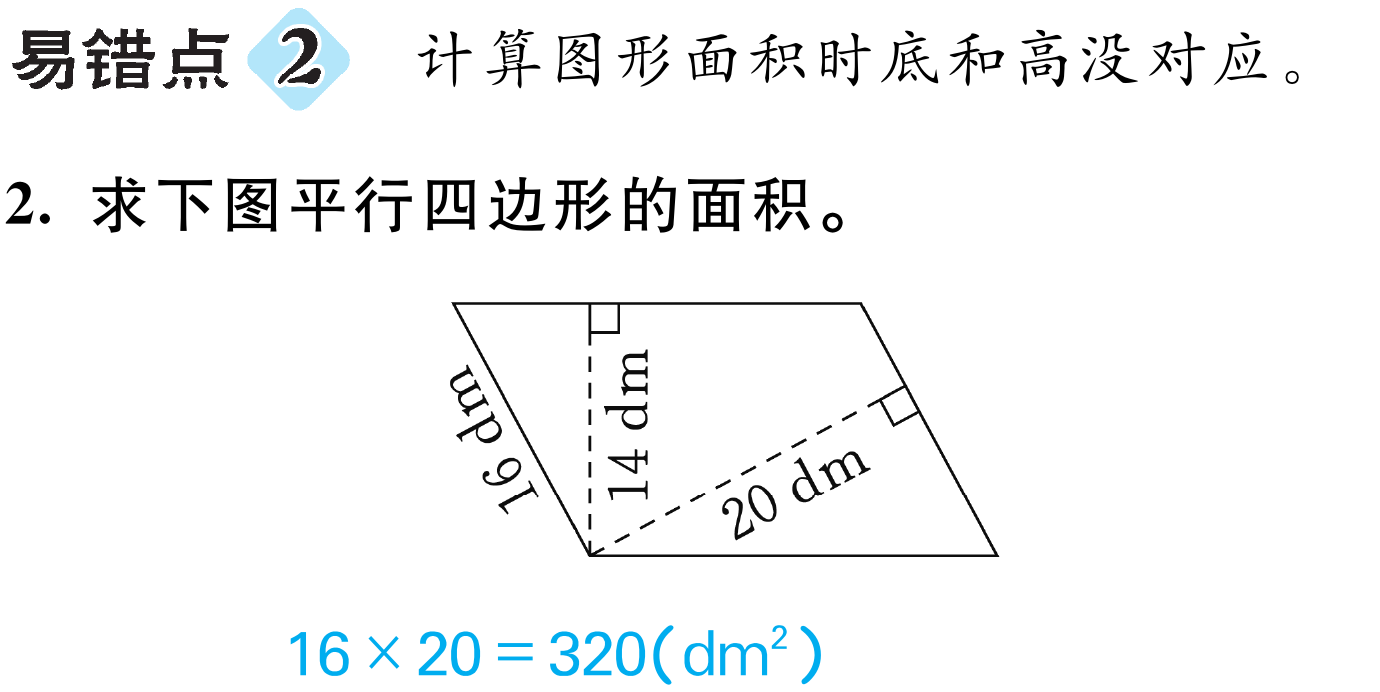 易错点 2 计算图形面积时底和高没对应。
2. 求下图平行四边形的面积。
16 dm
14 dm
20 dm
16×20=320(dm²)